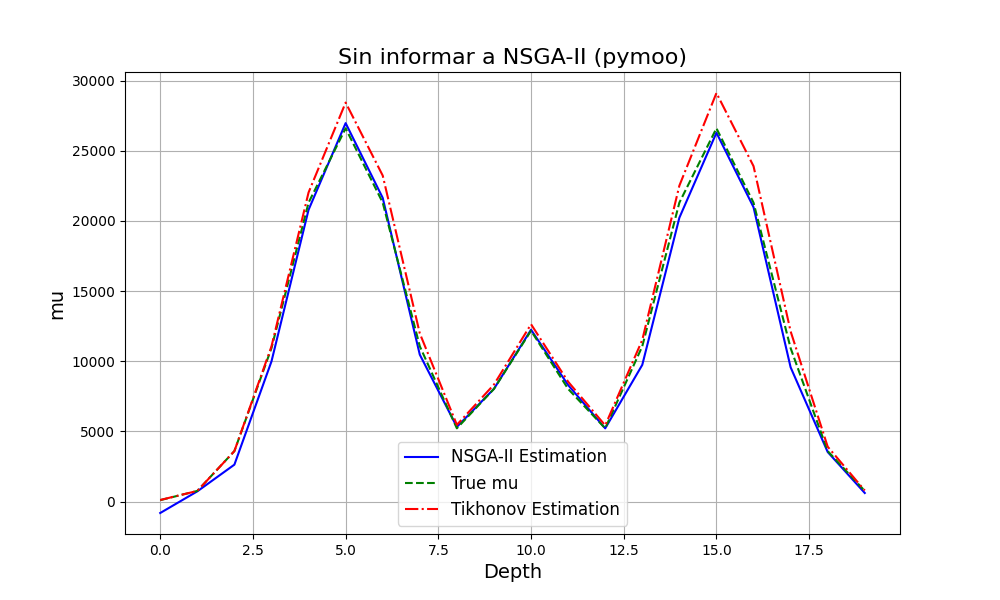 Sin informar a NSGA-II (pymoo)
30000
25000
20000
15000
10000
5000
0
mu
NSGA-II Estimation
True mu
Tikhonov Estimation
0.0 2.5 5.0 7.5 10.0 12.5 15.0 17.5
Depth